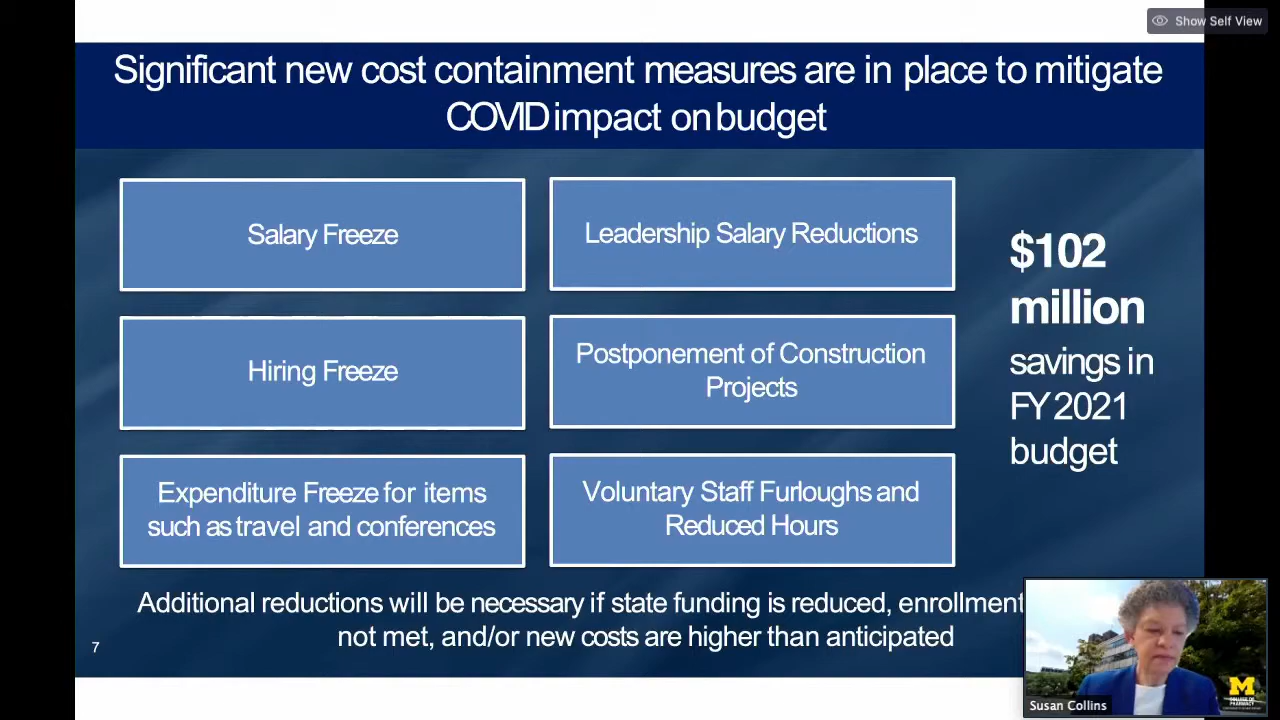 Show Self View
Significant new cost containment measures are in place to mitigate
COVID impact on budget
Salary Freeze
Leadership Salary Reductions
Hiring Freeze
Postponement of Construction
Projects
Expenditure Freeze for items
such as travel and conferences
Voluntary Staff Furloughs and
Reduced Hours
$102
million
savings in
FY 2021
budget
Additional reductions will be necessary if state funding is reduced, enrollment
not met, and/or new costs are higher than anticipated
7
M
COLLEGE OF
PHARMACY
Susan Collins